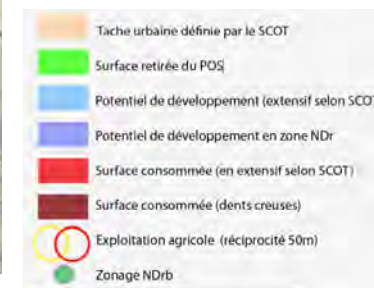 Tache urbaine définie par le SCOT
Surface retirée du POS
Potentiel de développement (extensif selon SCOT
Potentiel de développement en zone NDr
Surface consommée (en extensif selon SCOT)
Surface consommée (dents creuses)
Exploitation agricole (réciprocité 50m)
Zonage NDrb